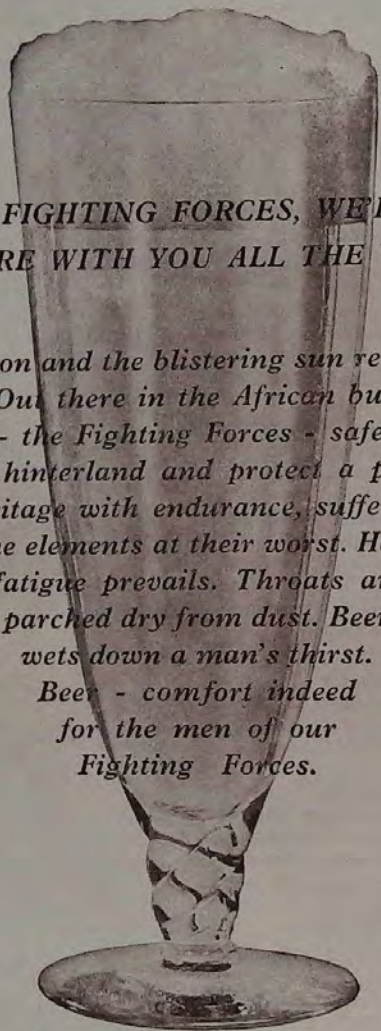 FIGHTING FORCES, WE'
RE WITH YOU ALL THE
on and the blistering sun re
Out there in the African bu
- the Fighting Forces - safe
hinterland and protect a p
itage with endurance, suffe
e elements at their worst. H
fatigue prevails. Throats a
parched dry from dust. Beer
wets down a man's thirst.
Beer - comfort indeed
for the men of our
Fighting Forces.